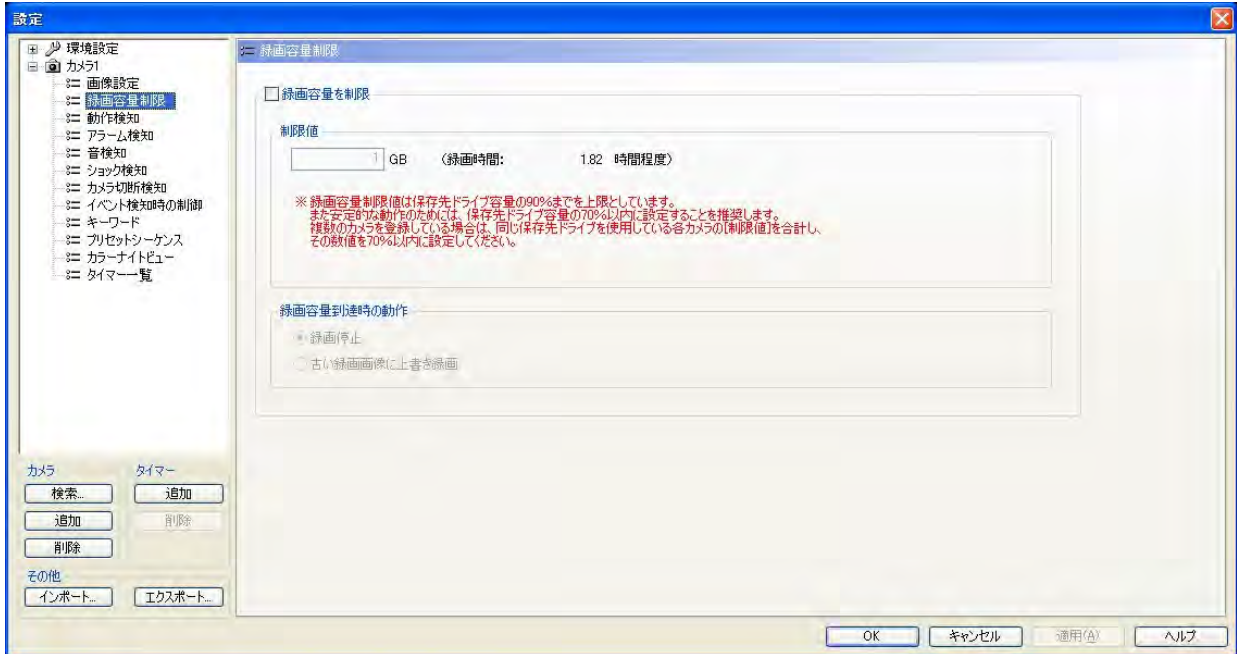 設定
環境設定
カメラ1
画像設定
録画容量制限
動作検知
アラーム検知
音検知
ショック検知
カメラ切断検知
イベント検知時の制御
キーワード
プリセットシーケンス
カラーナイトビュー
タイマー一覧
カメラ
タイマー
検索...
追加
追加
削除
削除
その他
インポート...
エクスポート...
録画容量制限
録画容量を制限
制限値
1 GB (録画時間: 1.82 時間程度)
※ 録画容量制限値は保存先ドライブ容量の90%までを上限としています。
また安定的な動作のためには、保存先ドライブ容量の70%以内に設定することを推奨します。
複数のカメラを登録している場合は、同じ保存先ドライブを使用している各カメラの[制限値]を合計し、
その数値を70%以内に設定してください。
録画容量到達時の動作
録画停止
古い録画画像に上書き録画
OK
キャンセル
適用(A)
ヘルプ